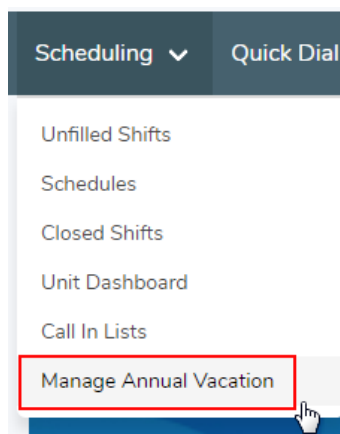 Scheduling Quick Dial
Unfilled Shifts
Schedules
Closed Shifts
Unit Dashboard
Call In Lists
Manage Annual Vacation